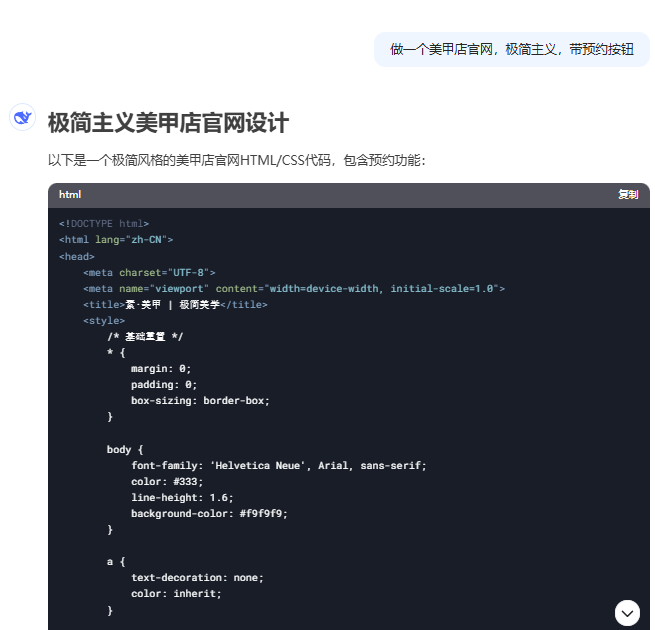 做一个美甲店官网，极简主义，带预约按钮
极简主义美甲店官网设计
以下是一个极简风格的美甲店官网HTML/CSS代码，包含预约功能：
html 复制
<!DOCTYPE html>
<html lang="zh-CN">
<head>
    <meta charset="UTF-8">
    <meta name="viewport" content="width=device-width, initial-scale=1.0">
    <title>素·美甲 | 极简美学</title>
    <style>
        /* 基础重置 */
        * {
            margin: 0;
            padding: 0;
            box-sizing: border-box;
        }
        body {
            font-family: 'Helvetica Neue', Arial, sans-serif;
            color: #333;
            line-height: 1.6;
            background-color: #f9f9f9;
        }
        a {
            text-decoration: none;
            color: inherit;
        }